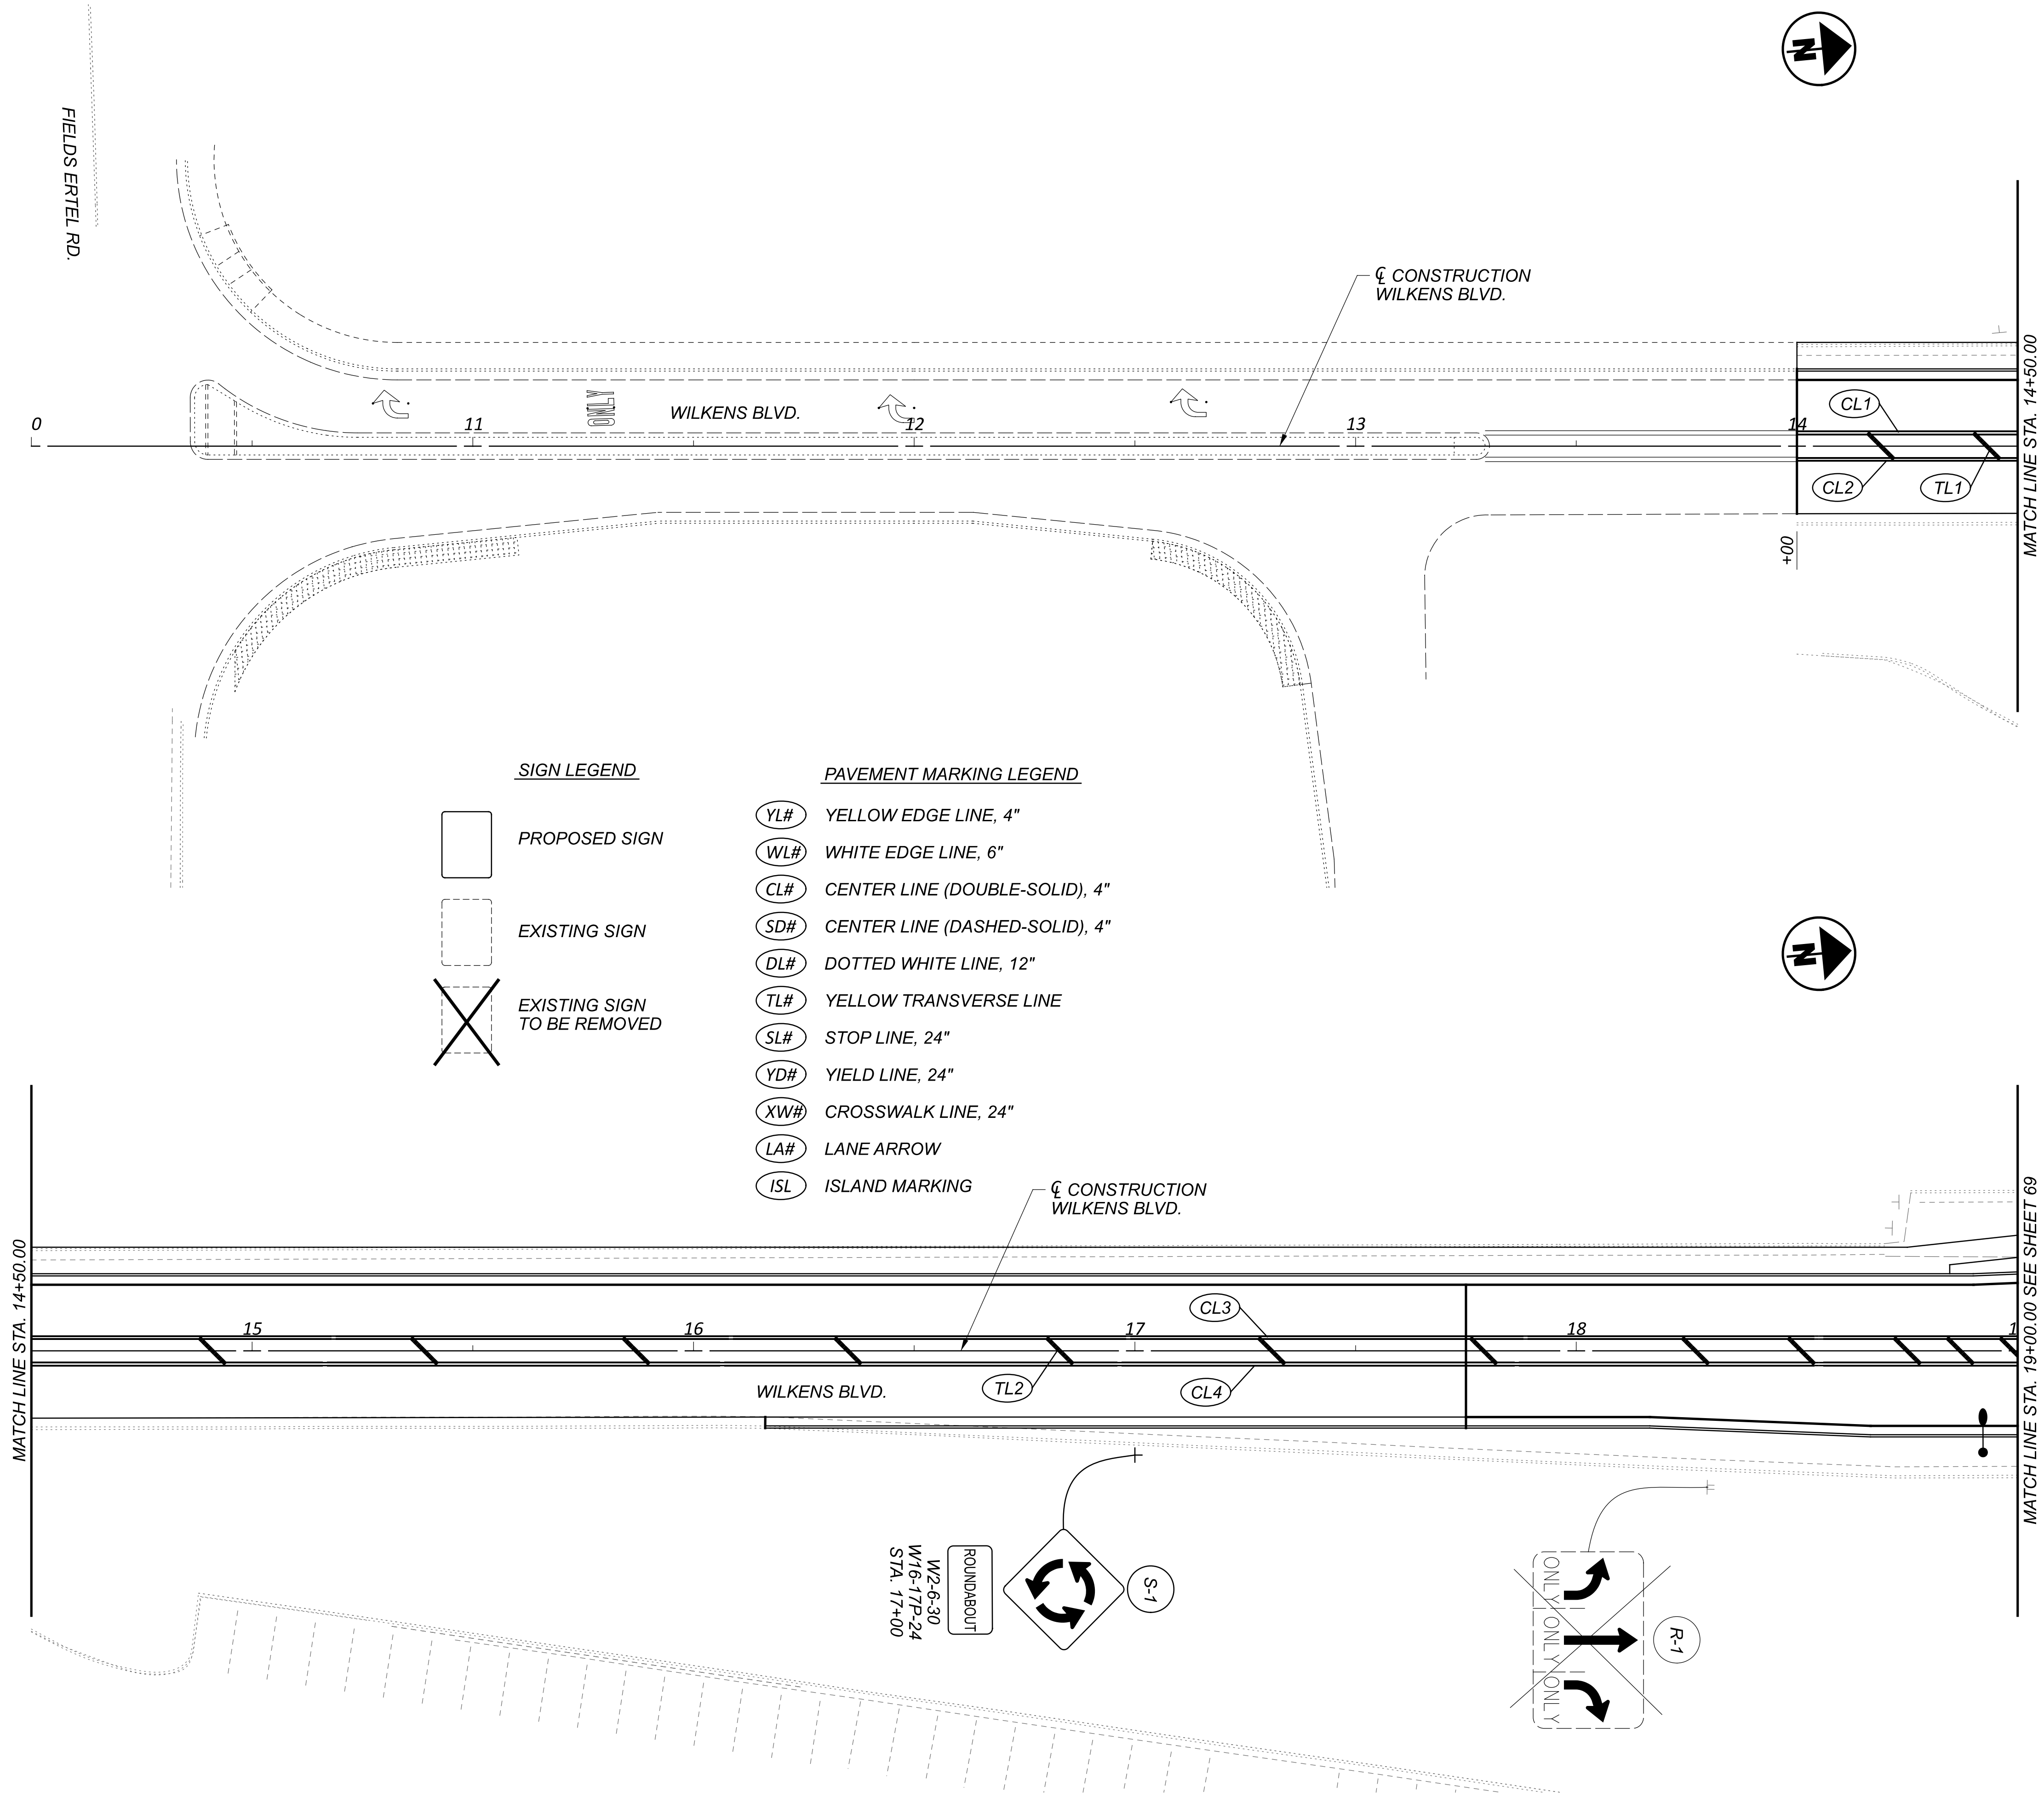 N
FIELDS ERTEL RD.
℄ CONSTRUCTION
WILKENS BLVD.
MATCH LINE STA. 14+50.00
CL1
ONLY
WILKENS BLVD.
0
11
12
13
14
CL2
TL1
+00
SIGN LEGEND
PROPOSED SIGN
EXISTING SIGN
EXISTING SIGN
TO BE REMOVED
PAVEMENT MARKING LEGEND
YL# YELLOW EDGE LINE, 4"
WL# WHITE EDGE LINE, 6"
CL# CENTER LINE (DOUBLE-SOLID), 4"
SD# CENTER LINE (DASHED-SOLID), 4"
DL# DOTTED WHITE LINE, 12"
TL# YELLOW TRANSVERSE LINE
SL# STOP LINE, 24"
YD# YIELD LINE, 24"
XW# CROSSWALK LINE, 24"
LA# LANE ARROW
ISL ISLAND MARKING
N
℄ CONSTRUCTION
WILKENS BLVD.
MATCH LINE STA. 14+50.00
MATCH LINE STA. 19+00.00 SEE SHEET 69
CL3
15
16
17
18
1
TL2
WILKENS BLVD.
CL4
S-1
ROUNDABOUT
W2-6-30
W16-17P-24
STA. 17+00
R-1
ONLY
ONLY
ONLY